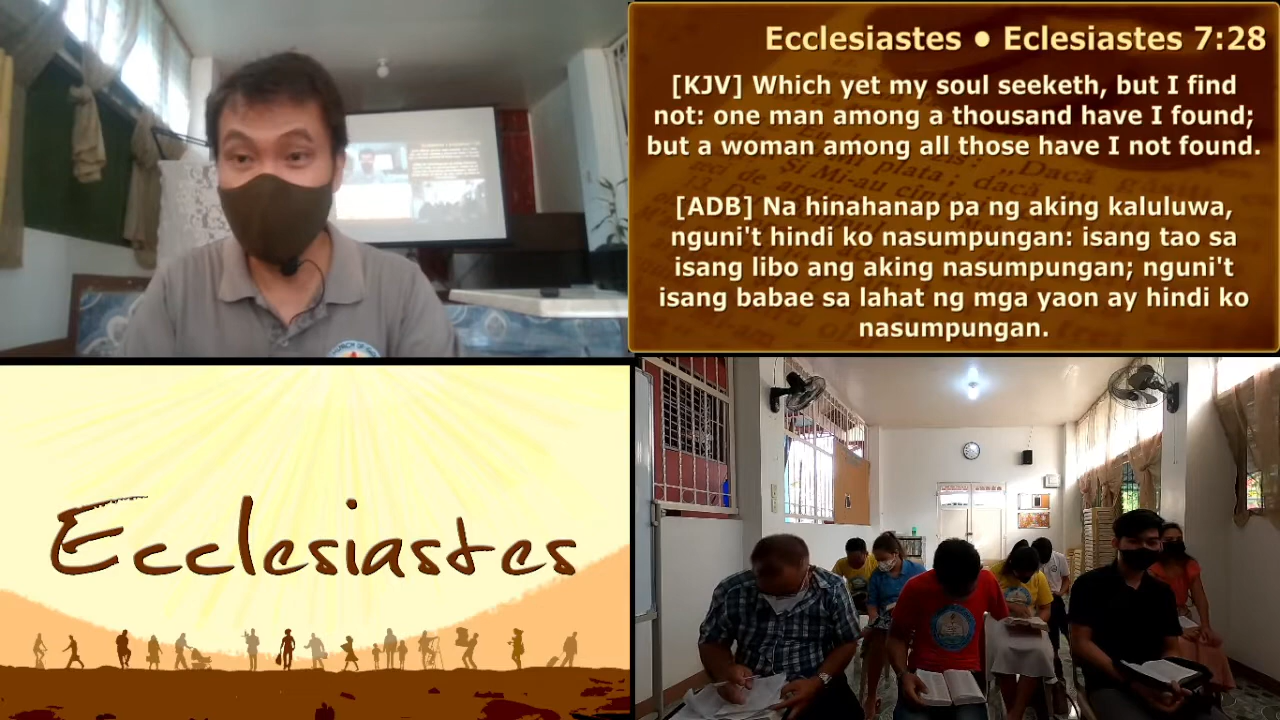 Ecclesiastes • Eclesiastes 7:28
[KJV] Which yet my soul seeketh, but I find
not: one man among a thousand have I found;
but a woman among all those have I not found.
[ADB] Na hinahanap pa ng aking kaluluwa,
nguni't hindi ko nasumpungan: isang tao sa
isang libo ang aking nasumpungan; nguni't
isang babae sa lahat ng mga yaon ay hindi ko
nasumpungan.
Ecclesiastes